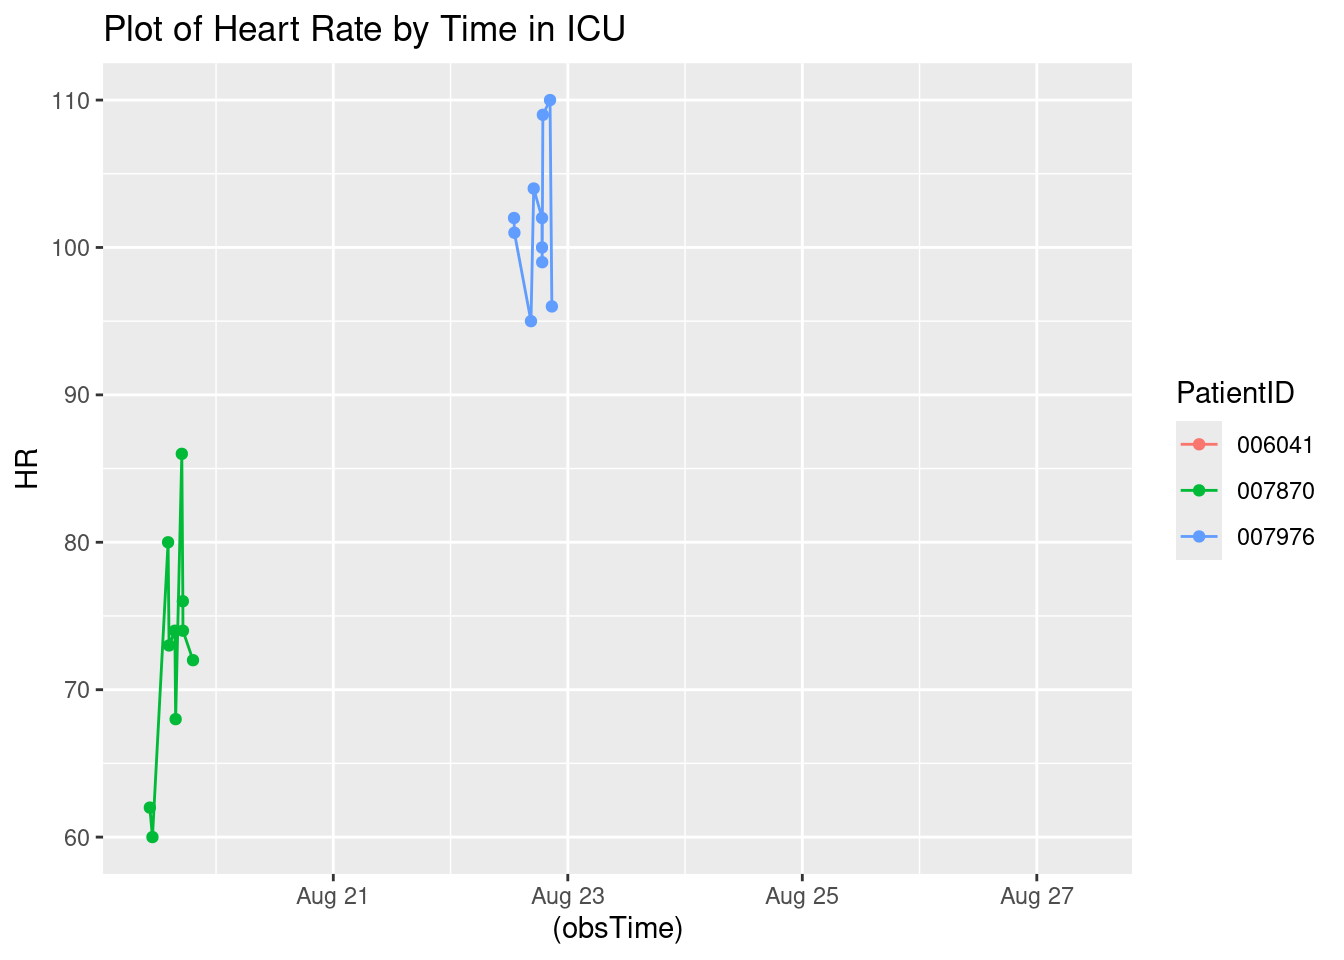 Plot of Heart Rate by Time in ICU
110
100
90
80
70
60
HR
Aug 21
Aug 23
Aug 25
Aug 27
(obsTime)
PatientID
006041
007870
007976